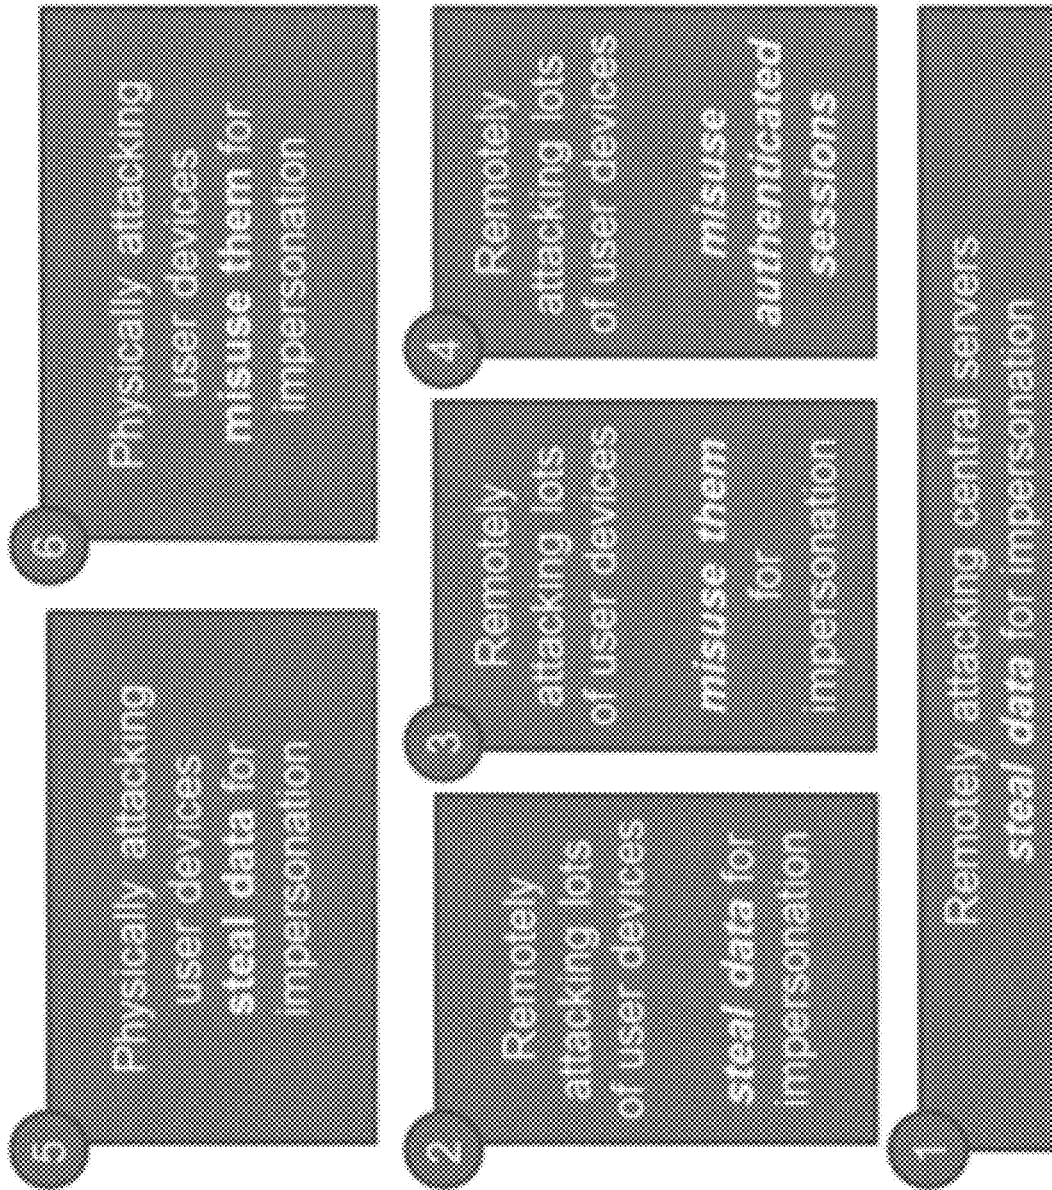 5
Physically attacking
user devices
steal data for
impersonation
6
Physically attacking
user devices
misuse them for
impersonation
2
Remotely
attacking lots
of user devices
steal data for
impersonation
3
Remotely
attacking lots
of user devices
misuse them
for
impersonation
4
Remotely
attacking lots
of user devices
misuse
authenticated
sessions
1
Remotely attacking central servers
steal data for impersonation